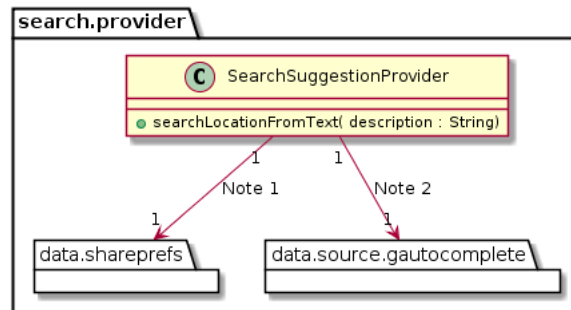 search.provider
C SearchSuggestionProvider
searchLocationFromText( description : String)
1 1
Note 1 Note 2
1 1
data.shareprefs data.source.gautocomplete